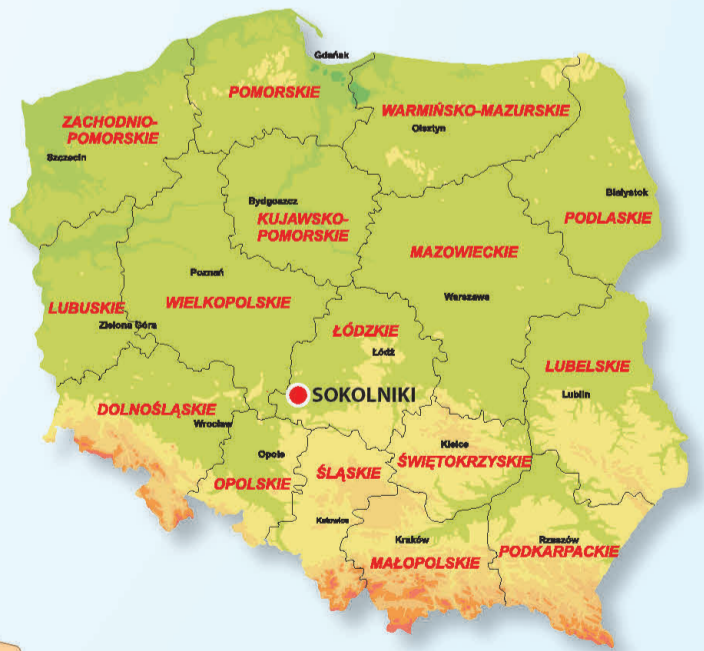 Gdańsk
POMORSKIE
ZACHODNIO-
POMORSKIE
WARMIŃSKO-MAZURSKIE
Olsztyn
Szczecin
Białystok
Bydgoszcz
KUJAWSKO-
POMORSKIE
PODLASKIE
MAZOWIECKIE
Poznań
WIELKOPOLSKIE
Warszawa
LUBUSKIE
Zielona Góra
ŁÓDZKIE
Łódź
LUBELSKIE
Lublin
SOKOLNIKI
DOLNOŚLĄSKIE
Wrocław
Kielce
ŚWIĘTOKRZYSKIE
Opole
OPOLSKIE
ŚLĄSKIE
Katowice
Kraków
MAŁOPOLSKIE
Rzeszów
PODKARPACKIE